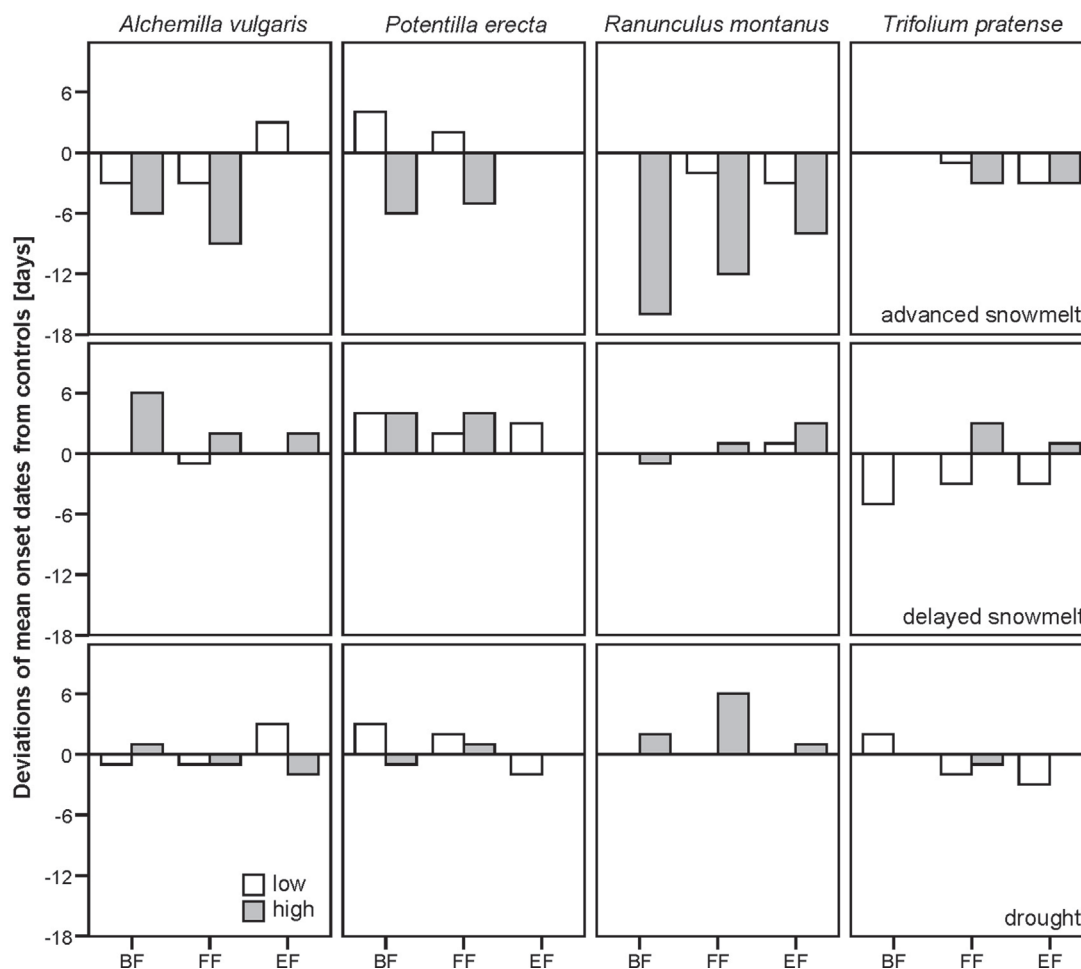 Alchemilla vulgaris Potentilla erecta Ranunculus montanus Trifolium pratense
Deviations of mean onset dates from controls [days]
6
0
-6
-12
-18
advanced snowmelt
6
0
-6
-12
-18
delayed snowmelt
6
0
-6
-12
-18
low
high
drought
BF FF EF BF FF EF BF FF EF BF FF EF